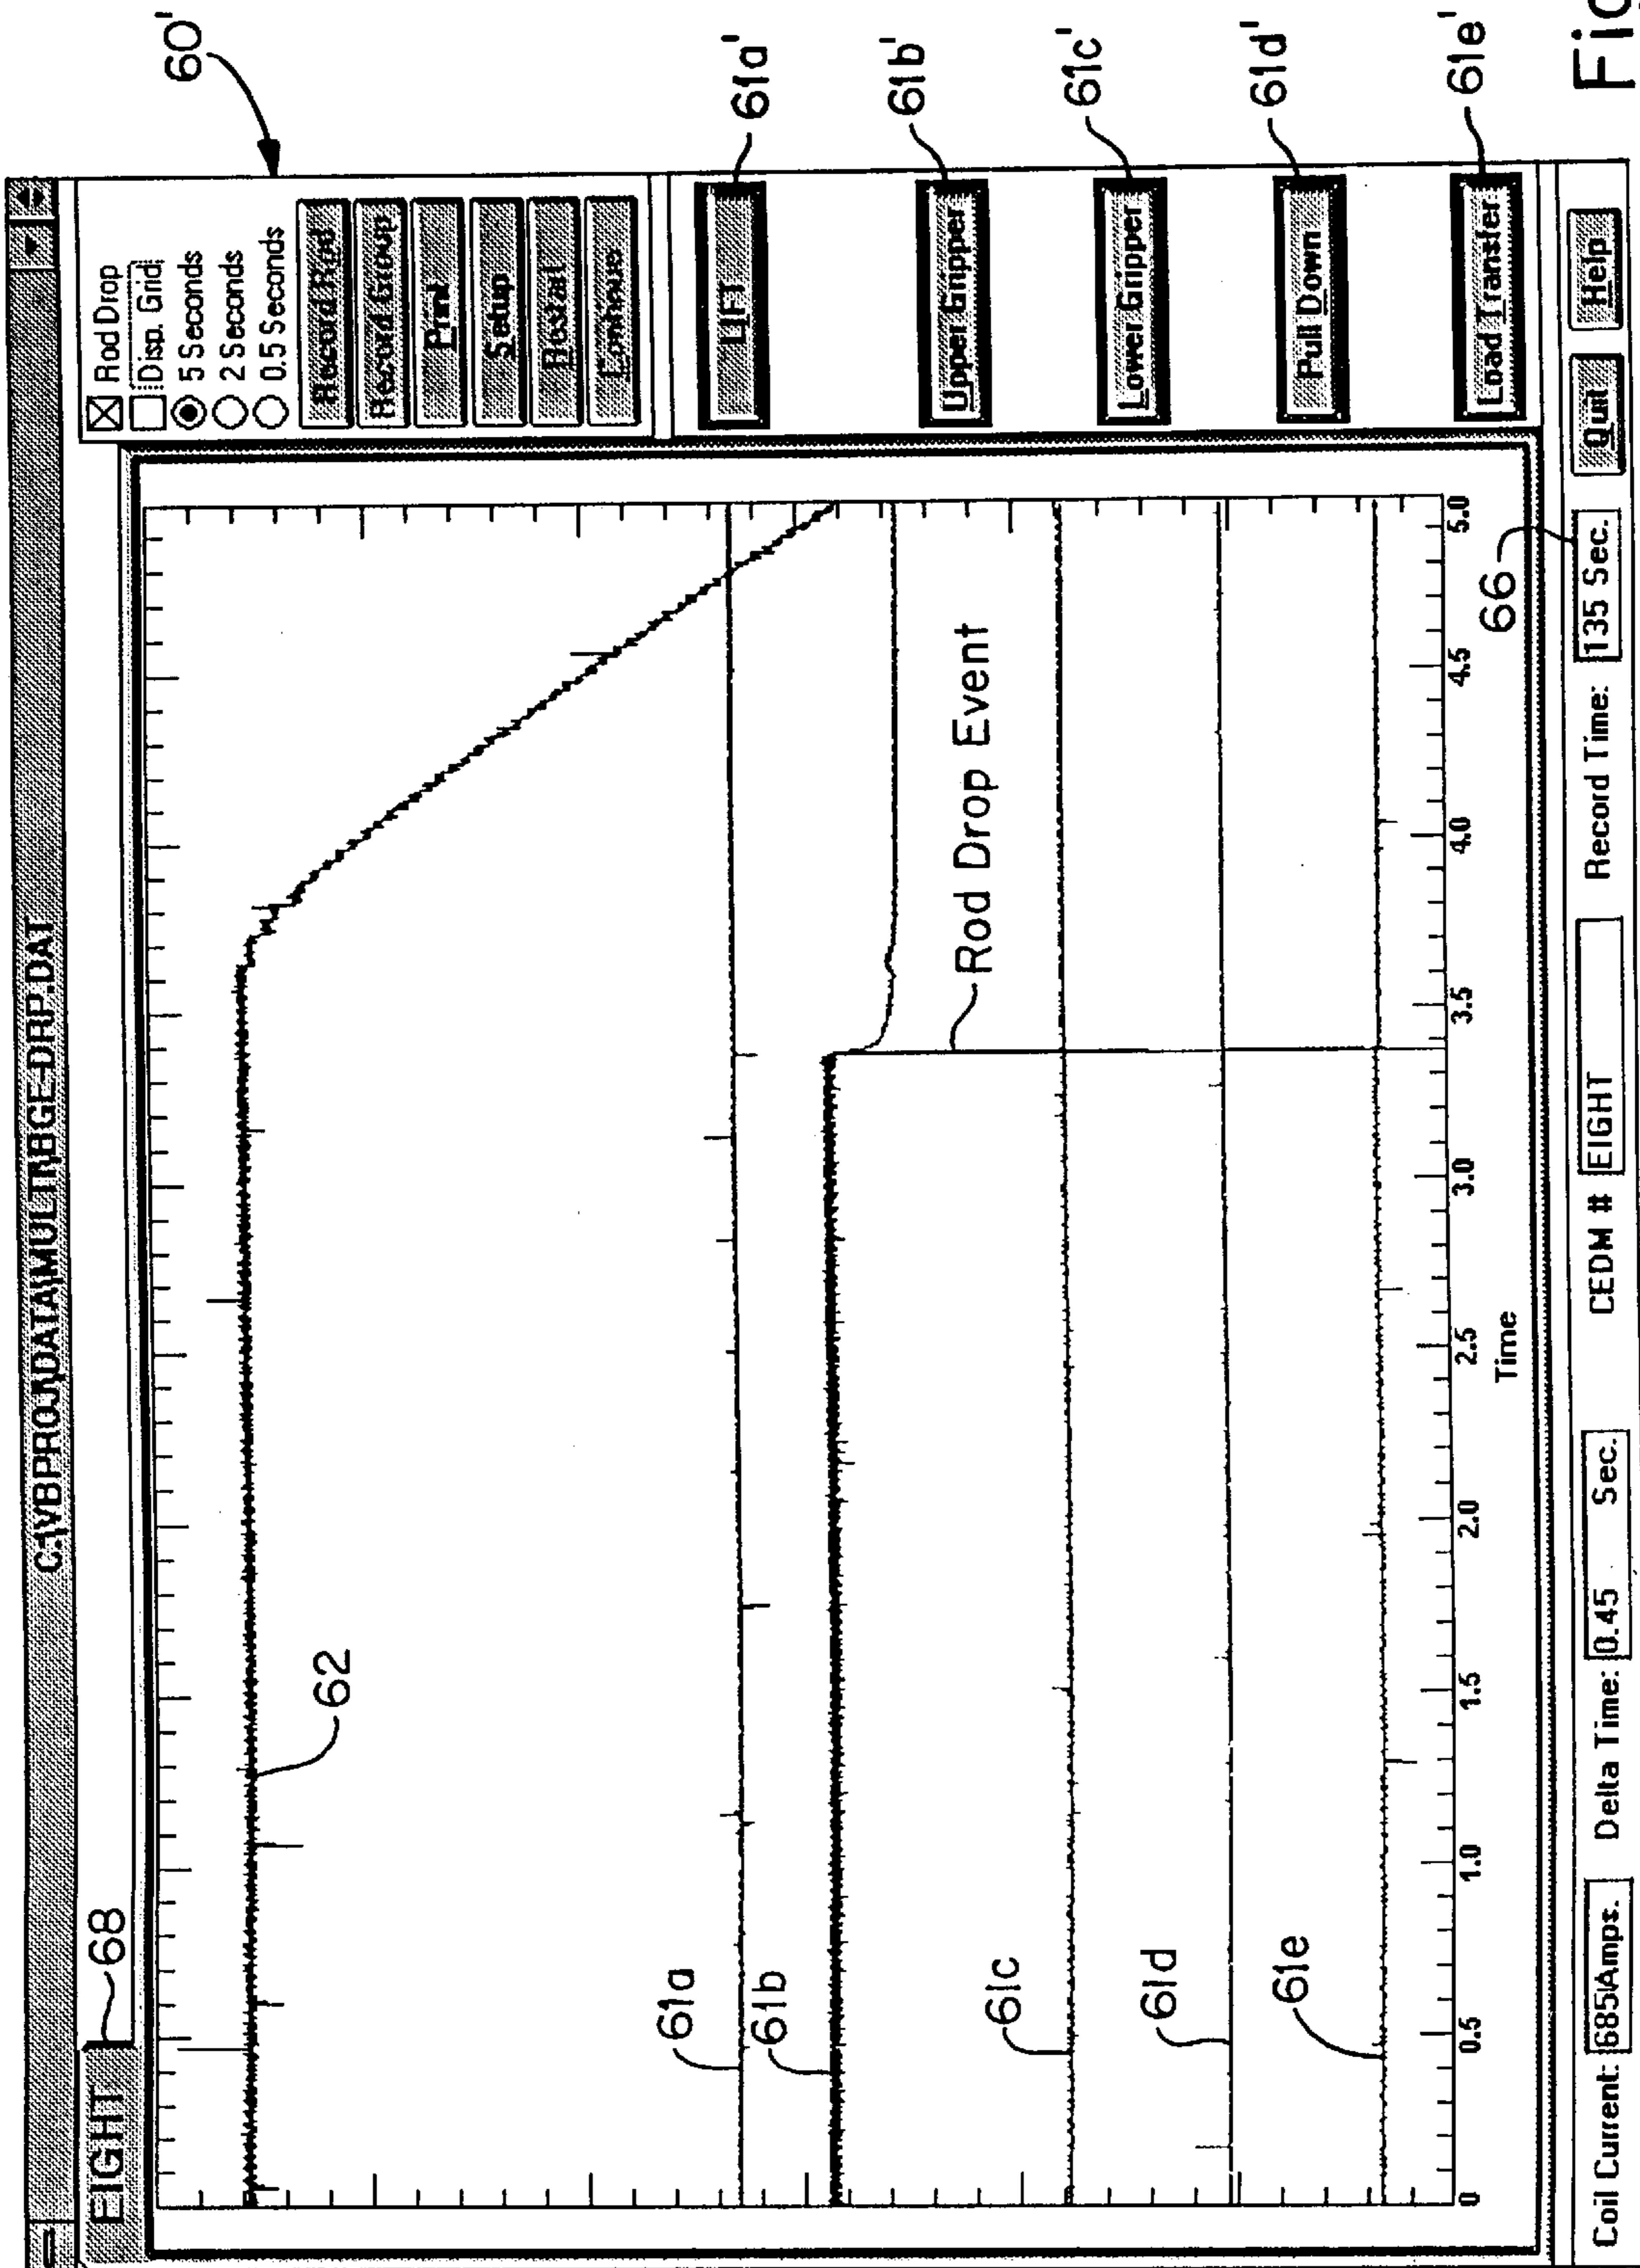 C:\VBPROJ\DATA\MULTI\BGE-DRP.DAT
EIGHT
68
60'
Rod Drop
Disp. Grid
5 Seconds
2 Seconds
0.5 Seconds
Record Rod
Record Group
Print
Setup
Restart
Continue
LIFT
61a'
Upper Gripper
61b'
Lower Gripper
61c'
Pull Down
61d'
Load Transfer
61e'
62
61a
61b
61c
61d
61e
Rod Drop Event
0 0.5 1.0 1.5 2.0 2.5 3.0 3.5 4.0 4.5 5.0
Time
66
Coil Current: 685 Amps. Delta Time: 0.45 Sec. CEDM # EIGHT Record Time: 135 Sec. Quit Help